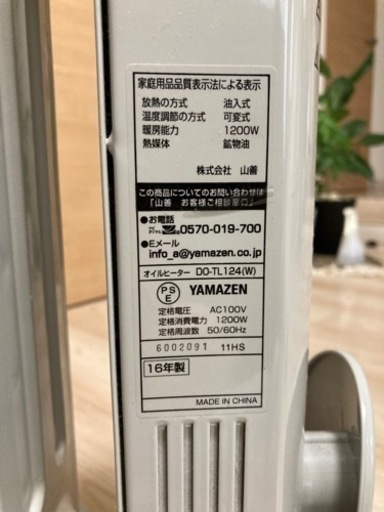 家庭用品品質表示法による表示
放熱の方式 油入式
温度調節の方式 可変式
暖房能力 1200W
熱媒体 鉱物油
株式会社 山善
この商品についてのお問い合わせは
「山善 お客様ご相談窓口」
●お電話
0570-019-700
●Eメール
info_a@yamazen.co.jp
オイルヒーター DO-TL124(W)
PSE YAMAZEN
定格電圧 AC100V
定格消費電力 1200W
定格周波数 50/60Hz
6002091 11HS
16年製
MADE IN CHINA